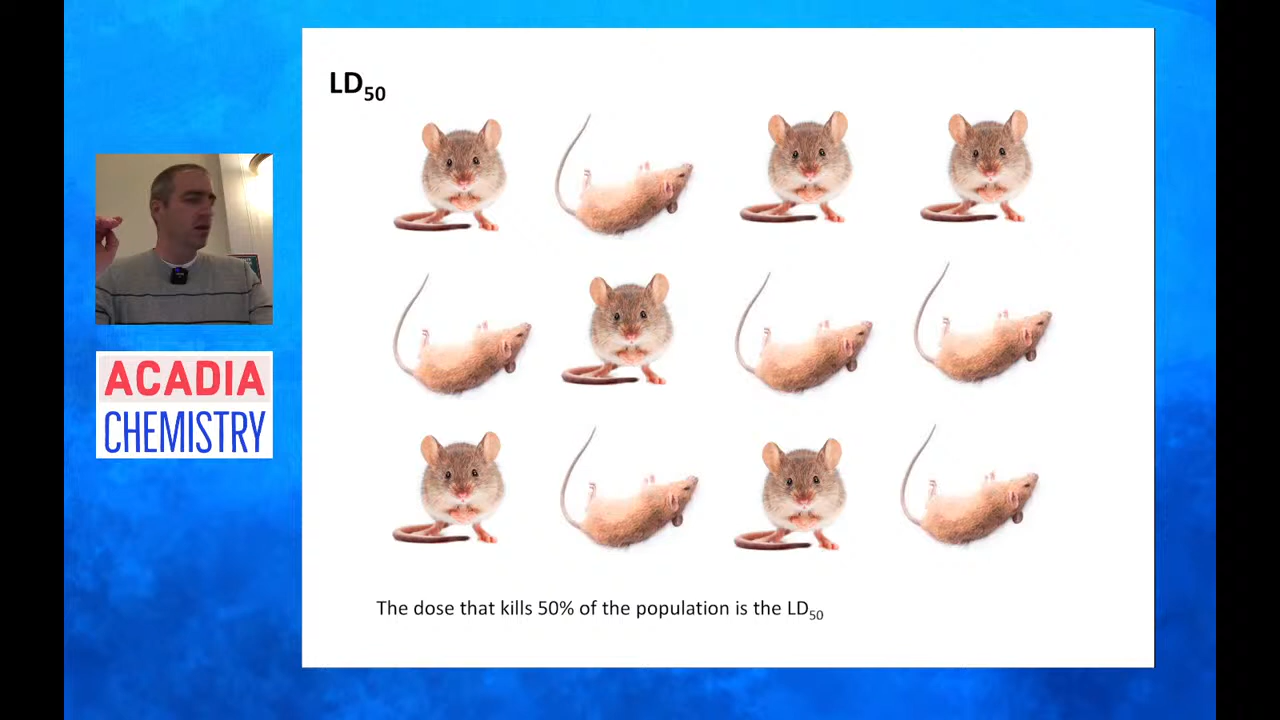 LD50
ACADIA
CHEMISTRY
The dose that kills 50% of the population is the LD50